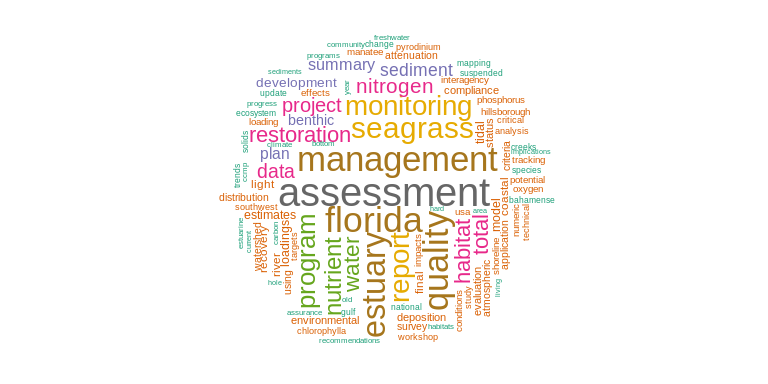 freshwater
communitychange
pyrodinium
manatee
programs
attenuation
summary
sediment
mapping
sediments
suspended
development
year
nitrogen
interagency
update
effects
compliance
progress
project
monitoring
phosphorus
ecosystem
hillsborough
loading
benthic
seagrass
tidal
status
critical
solids
restoration
analysis
climate
bottom
criteria
creeks
implications
plan
management
tracking
trends
ccmp
data
species
light
assessment
potential
oxygen
distribution
coastal
bahamense
southwest
estimates
florida
hard
usa
area
model
numeric
technical
estuarine
current
watershed
recovery
carbon
river
loadings
targets
program
nutrient
water
estuary
report
impacts
quality
habitat
total
shoreline
application
hole
using
final
study
evaluation
atmospheric
living
old
national
assurance
gulf
conditions
environmental
deposition
chlorophylla
survey
habitats
workshop
recommendations